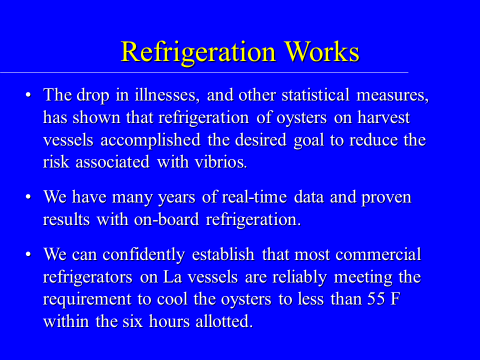 Refrigeration Works
• The drop in illnesses, and other statistical measures,
has shown that refrigeration of oysters on harvest
vessels accomplished the desired goal to reduce the
risk associated with vibrios.
• We have many years of real-time data and proven
results with on-board refrigeration.
• We can confidently establish that most commercial
refrigerators on La vessels are reliably meeting the
requirement to cool the oysters to less than 55 F
within the six hours allotted.